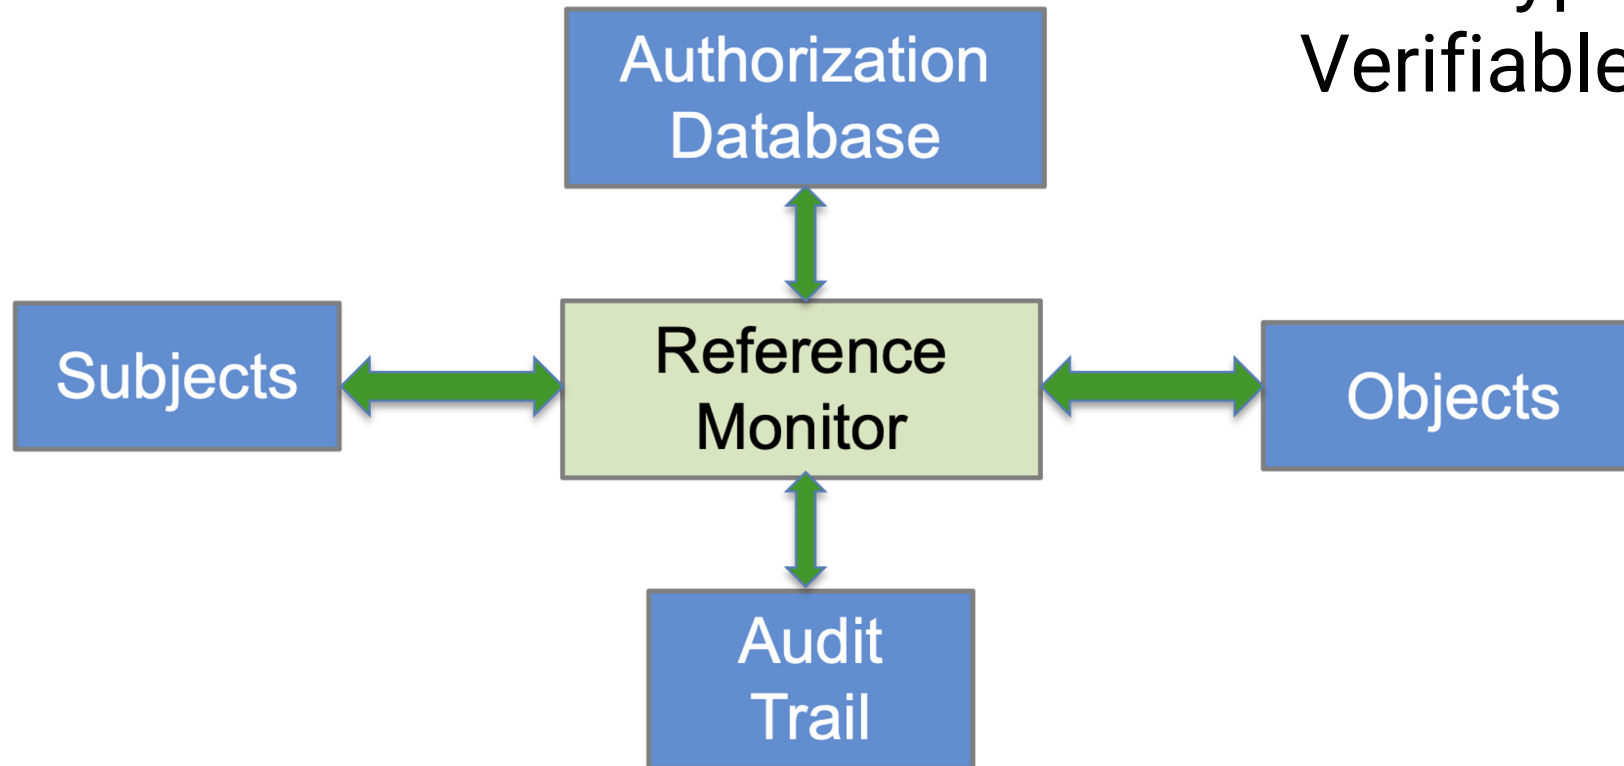 Verifiable
Authorization
Database
Subjects
Reference
Monitor
Objects
Audit
Trail